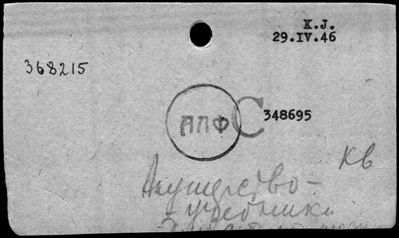 K.J.
29.IV.46
368215
АПФ С 348695
КВ
Акушерство -
учебники